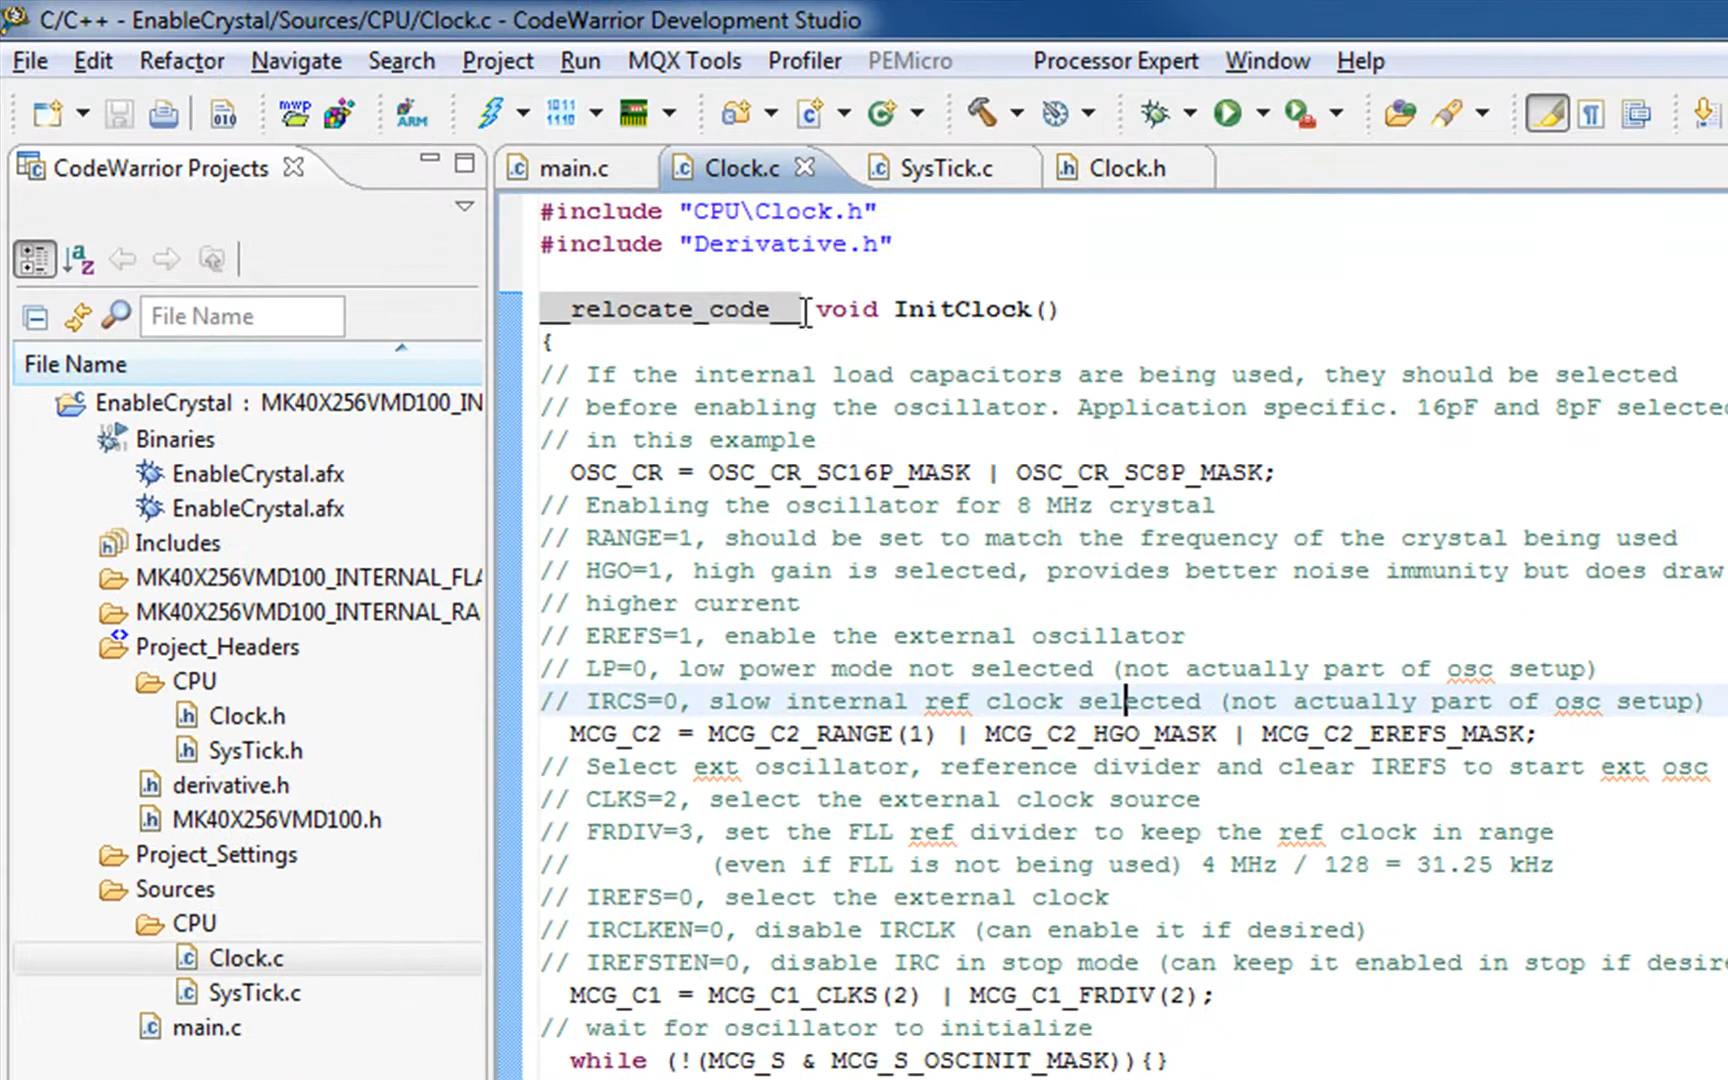 C/C++ - EnableCrystal/Sources/CPU/Clock.c - CodeWarrior Development Studio
File Edit Refactor Navigate Search Project Run MQX Tools Profiler PEMicro Processor Expert Window Help
010
mwp
ARM
1011
1110
CodeWarrior Projects
main.c
Clock.c
SysTick.c
Clock.h
File Name
File Name
EnableCrystal : MK40X256VMD100_IN
Binaries
EnableCrystal.afx
EnableCrystal.afx
Includes
MK40X256VMD100_INTERNAL_FLA
MK40X256VMD100_INTERNAL_RA
Project_Headers
CPU
Clock.h
SysTick.h
derivative.h
MK40X256VMD100.h
Project_Settings
Sources
CPU
Clock.c
SysTick.c
main.c
#include "CPU\Clock.h"
#include "Derivative.h"
__relocate_code__ void InitClock()
{
// If the internal load capacitors are being used, they should be selected
// before enabling the oscillator. Application specific. 16pF and 8pF selected
// in this example
OSC_CR = OSC_CR_SC16P_MASK | OSC_CR_SC8P_MASK;
// Enabling the oscillator for 8 MHz crystal
// RANGE=1, should be set to match the frequency of the crystal being used
// HGO=1, high gain is selected, provides better noise immunity but does draw
// higher current
// EREFS=1, enable the external oscillator
// LP=0, low power mode not selected (not actually part of osc setup)
// IRCS=0, slow internal ref clock selected (not actually part of osc setup)
MCG_C2 = MCG_C2_RANGE(1) | MCG_C2_HGO_MASK | MCG_C2_EREFS_MASK;
// Select ext oscillator, reference divider and clear IREFS to start ext osc
// CLKS=2, select the external clock source
// FRDIV=3, set the FLL ref divider to keep the ref clock in range
// (even if FLL is not being used) 4 MHz / 128 = 31.25 kHz
// IREFS=0, select the external clock
// IRCLKEN=0, disable IRCLK (can enable it if desired)
// IREFSTEN=0, disable IRC in stop mode (can keep it enabled in stop if desire
MCG_C1 = MCG_C1_CLKS(2) | MCG_C1_FRDIV(2);
// wait for oscillator to initialize
while (!(MCG_S & MCG_S_OSCINIT_MASK)){}